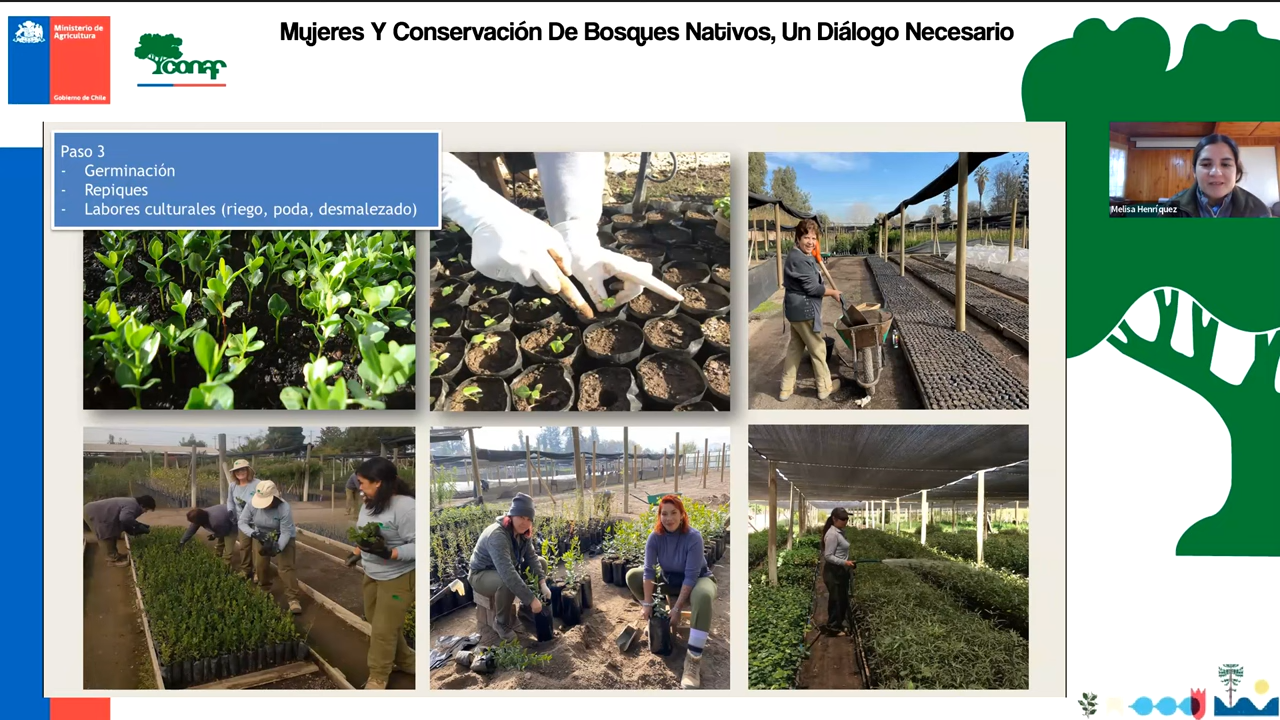 Mujeres Y Conservación De Bosques Nativos, Un Diálogo Necesario
Ministerio de
Agricultura
Gobierno de Chile
conaf
Paso 3
- Germinación
- Repiques
- Labores culturales (riego, poda, desmalezado)
Melisa Henríquez